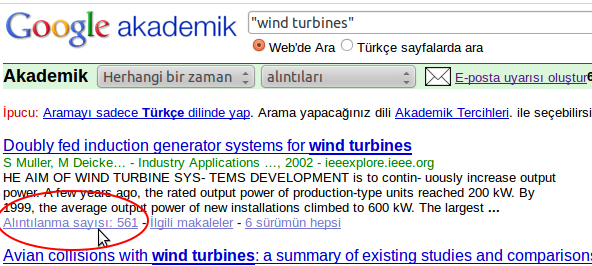 Google akademik
"wind turbines"
Web'de Ara Türkçe sayfalarda ara
Akademik Herhangi bir zaman alıntıları E-posta uyarısı oluştur
İpucu: Aramayı sadece Türkçe dilinde yap. Arama yapacağınız dili Akademik Tercihleri. ile seçebilirsi
Doubly fed induction generator systems for wind turbines
S Muller, M Deicke... - Industry Applications ..., 2002 - ieeexplore.ieee.org
HE AIM OF WIND TURBINE SYS- TEMS DEVELOPMENT is to contin- uously increase output
power. A few years ago, the rated output power of production-type units reached 200 kW. By
1999, the average output power of new installations climbed to 600 kW. The largest ...
Alıntılanma sayısı: 561 - İlgili makaleler - 6 sürümün hepsi
Avian collisions with wind turbines: a summary of existing studies and comparisons